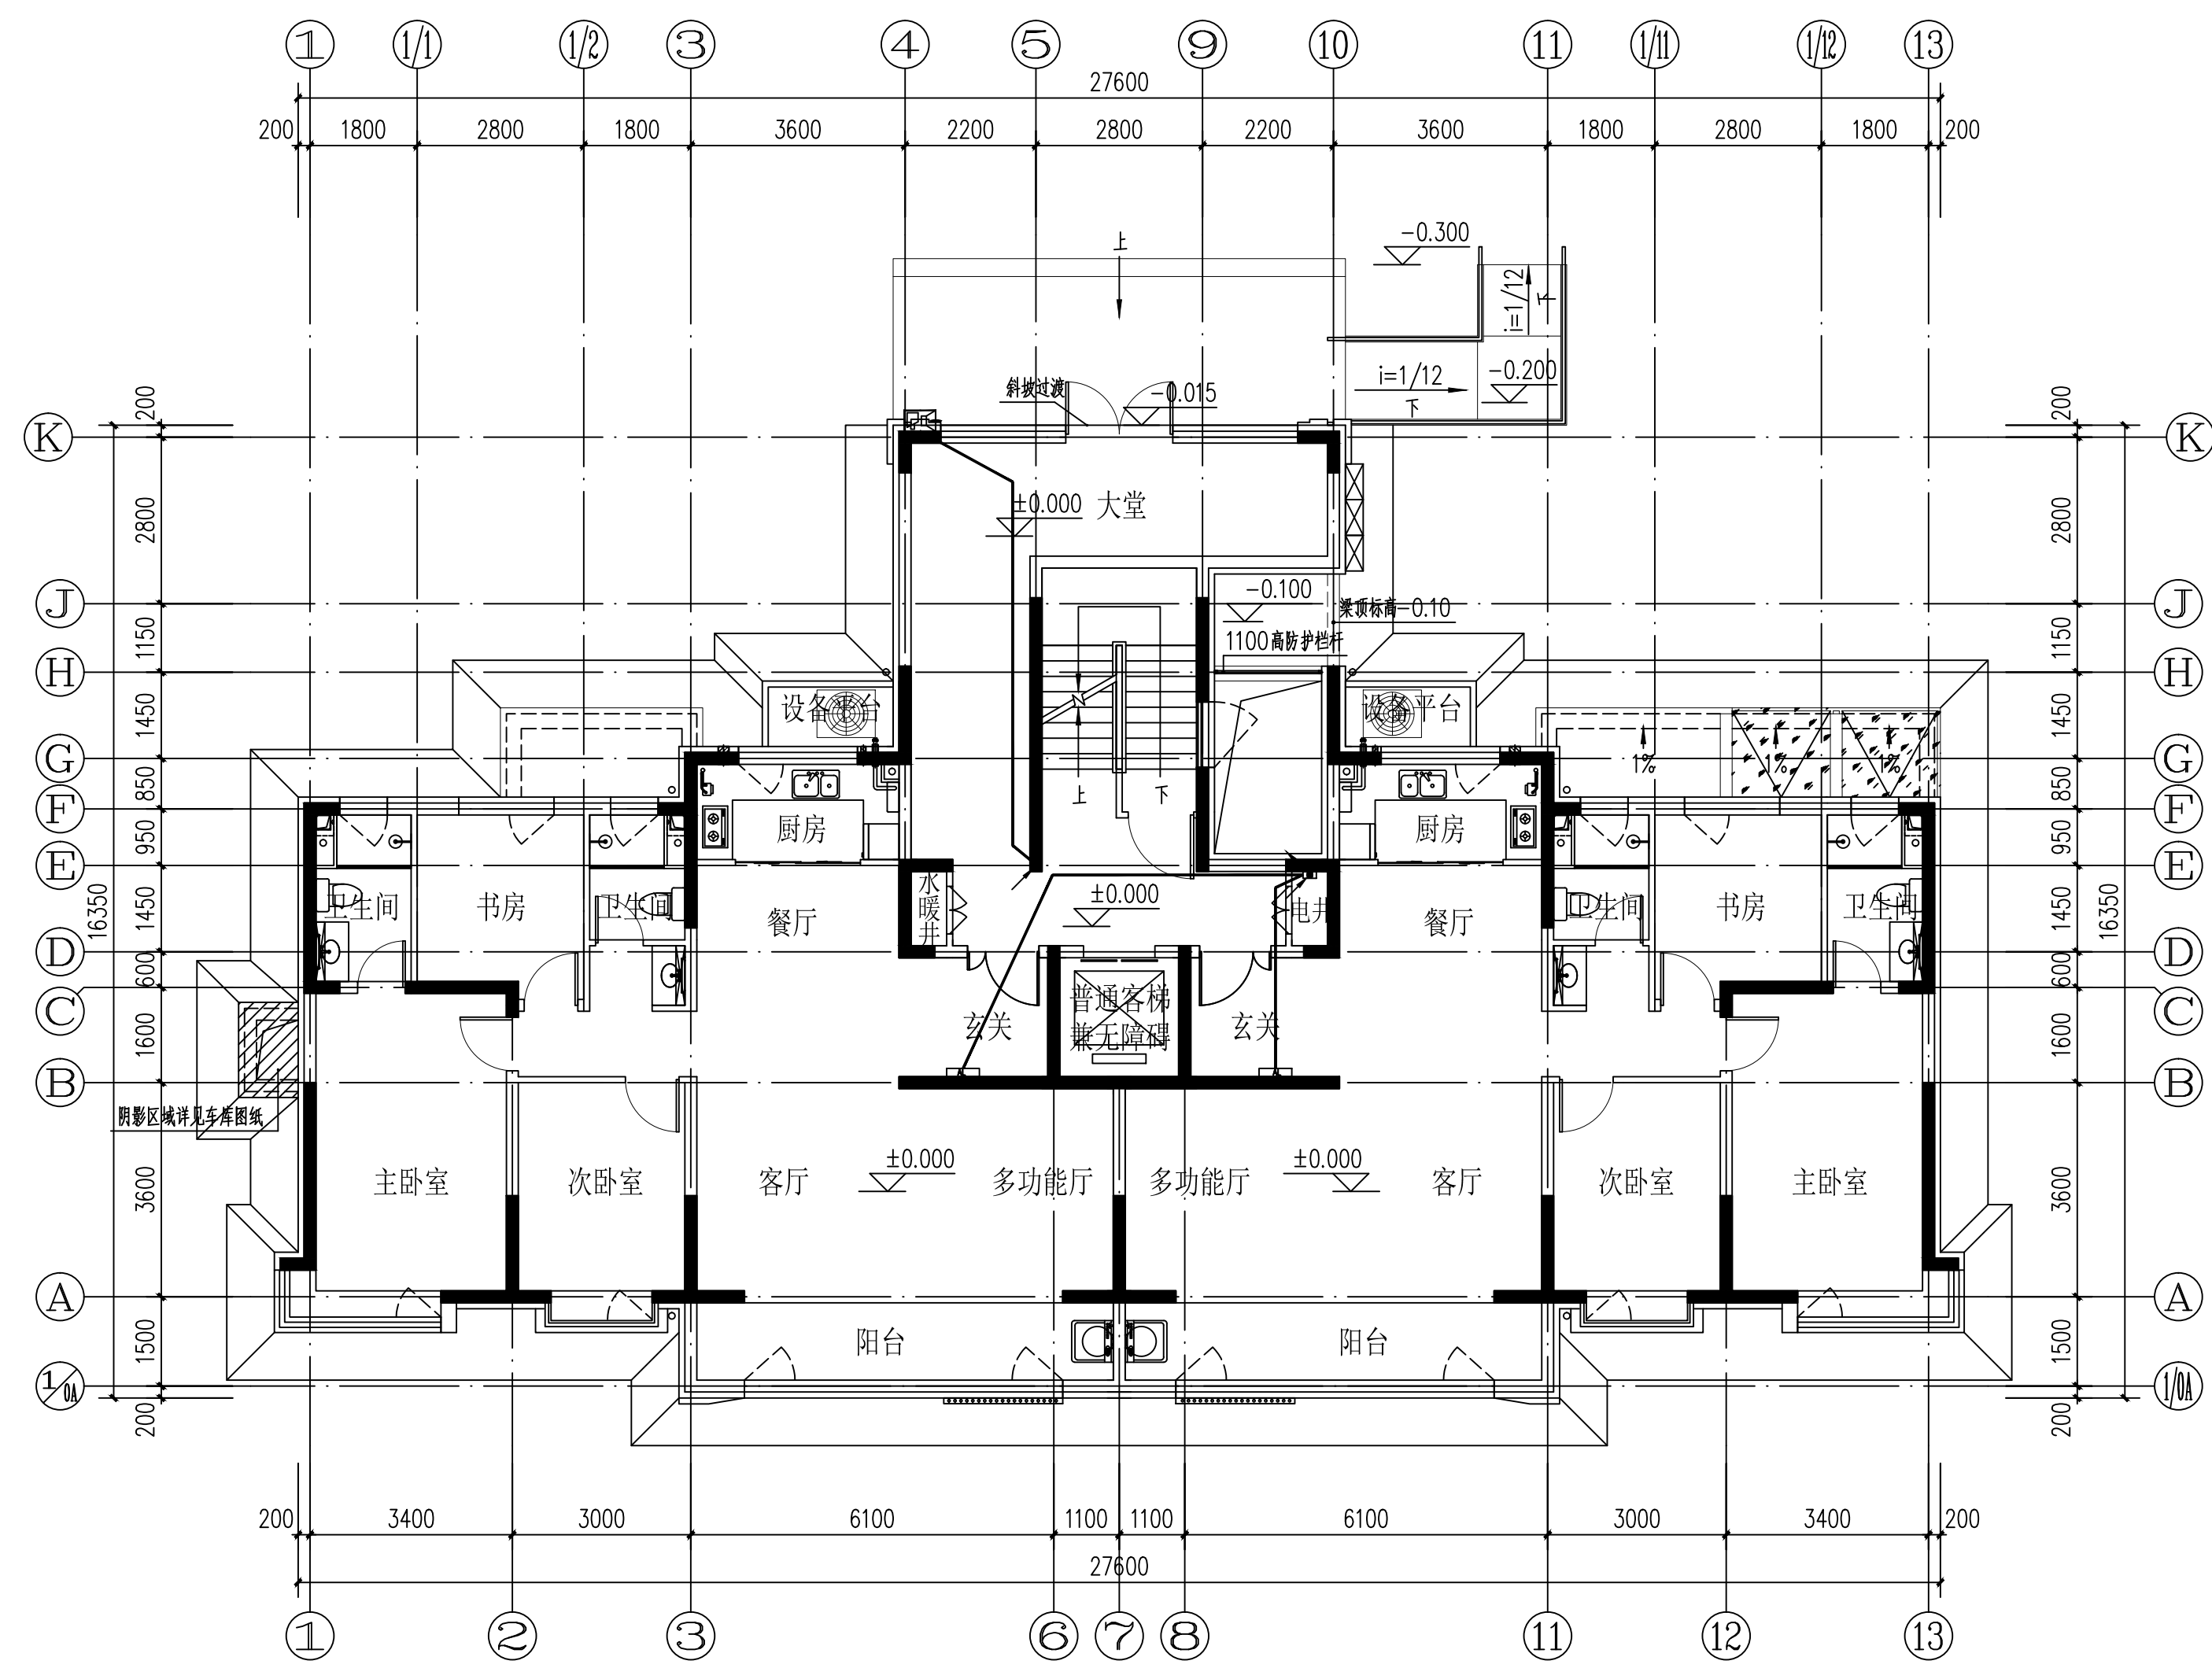 1 1/1 1/2 3 4 5 9 10 11 1/11 1/12 13
27600
200 1800 2800 1800 3600 2200 2800 2200 3600 1800 2800 1800 200
上
-0.300
i=1/12
下
i=1/12
下
-0.200
斜坡过渡
-0.015
±0.000
大堂
-0.100
梁顶标高-0.10
1100高防护栏杆
设备平台
设备平台
1% 1% 1%
上 下
厨房
厨房
卫生间
书房
卫生间
餐厅
水暖井
±0.000
电井
餐厅
卫生间
书房
卫生间
玄关
普通客梯
兼无障碍
玄关
阴影区域详见车库图纸
主卧室
次卧室
客厅
±0.000
多功能厅
多功能厅
±0.000
客厅
次卧室
主卧室
阳台
阳台
K
J
H
G
F
E
D
C
B
A
1/0A
200
2800
1150
1450
850
950
1450
600
1600
3600
1500
200
16350
K
J
H
G
F
E
D
C
B
A
1/0A
200
2800
1150
1450
850
950
1450
600
1600
3600
1500
200
16350
200 3400 3000 6100 1100 1100 6100 3000 3400 200
27600
1 2 3 6 7 8 11 12 13